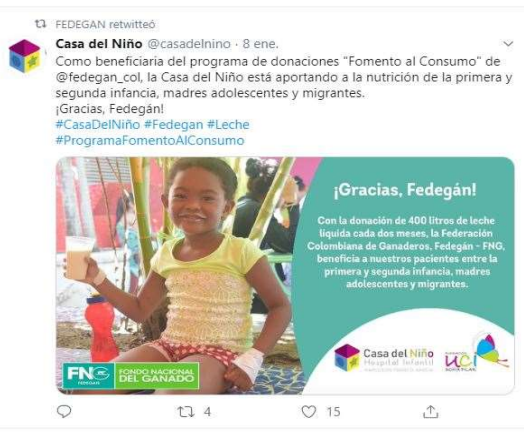 FEDEGAN retwitteó
Casa del Niño @casadelnino · 8 ene.
Como beneficiaria del programa de donaciones "Fomento al Consumo" de
@fedegan_col, la Casa del Niño está aportando a la nutrición de la primera y
segunda infancia, madres adolescentes y migrantes.
¡Gracias, Fedegán!
#CasaDelNiño #Fedegan #Leche
#ProgramaFomentoAlConsumo
¡Gracias, Fedegán!
Con la donación de 400 litros de leche
líquida cada dos meses, la Federación
Colombiana de Ganaderos, Fedegán - FNG,
beneficia a nuestros pacientes entre la
primera y segunda infancia, madres
adolescentes y migrantes.
Casa del Niño
Hospital Infantil
UCI
FNG
FEDEGAN
FONDO NACIONAL
DEL GANADO
4
15